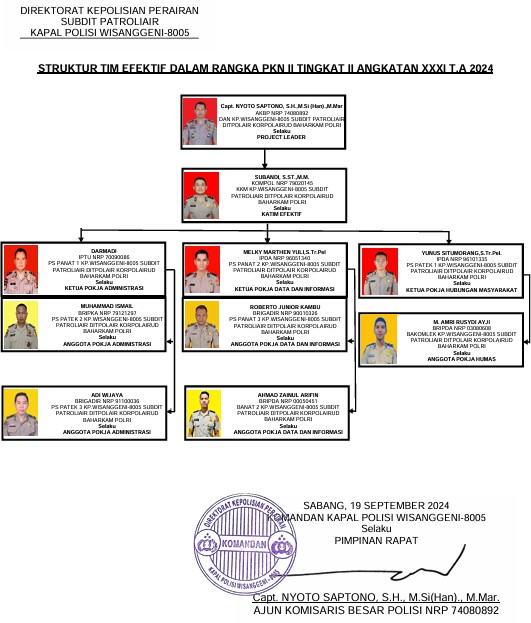 DIREKTORAT KEPOLISIAN PERAIRAN
SUBDIT PATROLIAIR
KAPAL POLISI WISANGGENI-8005
STRUKTUR TIM EFEKTIF DALAM RANGKA PKN II TINGKAT II ANGKATAN XXXI T.A 2024
Capt. NYOTO SAPTONO, S.H.,M.Si (Han).,M.Mar
AKBP NRP 74080892
DAN KP.WISANGGENI-8005 SUBDIT PATROLIAIR
DITPOLAIR KORPOLAIRUD BAHARKAM POLRI
Selaku
PROJECT LEADER
SUBANDI, S.ST.,M.M.
KOMPOL NRP 79020145
KKM KP.WISANGGENI-8005 SUBDIT
PATROLIAIR DITPOLAIR KORPOLAIRUD
BAHARKAM POLRI
Selaku
KATIM EFEKTIF
DARMADI
IPTU NRP 70090086
PS PANAT 1 KP.WISANGGENI-8005 SUBDIT
PATROLIAIR DITPOLAIR KORPOLAIRUD
BAHARKAM POLRI
Selaku
KETUA POKJA ADMINISTRASI
MELKY MARTHEN YULI,S.Tr.Pel
IPDA NRP 96051340
PS PANAT 2 KP.WISANGGENI-8005 SUBDIT
PATROLIAIR DITPOLAIR KORPOLAIRUD
BAHARKAM POLRI
Selaku
KETUA POKJA DATA DAN INFORMASI
YUNUS SITUMORANG,S.Tr.Pel.
IPDA NRP 96101335
PS PATEK 1 KP.WISANGGENI-8005 SUBDIT
PATROLIAIR DITPOLAIR KORPOLAIRUD
BAHARKAM POLRI
Selaku
KETUA POKJA HUBUNGAN MASYARAKAT
MUHAMMAD ISMAIL
BRIPKA NRP 79121297
PS PATEK 2 KP.WISANGGENI-8005 SUBDIT
PATROLIAIR DITPOLAIR KORPOLAIRUD
BAHARKAM POLRI
Selaku
ANGGOTA POKJA ADMINISTRASI
ROBERTO JUNIOR KAMBU
BRIGADIR NRP 90010326
PS PANAT 3 KP.WISANGGENI-8005 SUBDIT
PATROLIAIR DITPOLAIR KORPOLAIRUD
BAHARKAM POLRI
Selaku
ANGGOTA POKJA DATA DAN INFORMASI
M. AMRI RUSYDI AYJI
BRIPDA NRP 03080608
BAKOMLEK KP.WISANGGENI-8005 SUBDIT
PATROLIAIR DITPOLAIR KORPOLAIRUD
BAHARKAM POLRI
Selaku
ANGGOTA POKJA HUMAS
ADI WIJAYA
BRIGADIR NRP 91100036
PS PATEK 3 KP.WISANGGENI-8005 SUBDIT
PATROLIAIR DITPOLAIR KORPOLAIRUD
BAHARKAM POLRI
Selaku
ANGGOTA POKJA ADMINISTRASI
AHMAD ZAINUL ARIFIN
BRIPDA NRP 00050451
BANAT 2 KP.WISANGGENI-8005 SUBDIT
PATROLIAIR DITPOLAIR KORPOLAIRUD
BAHARKAM POLRI
Selaku
ANGGOTA POKJA DATA DAN INFORMASI
SABANG, 19 SEPTEMBER 2024
KOMANDAN KAPAL POLISI WISANGGENI-8005
Selaku
PIMPINAN RAPAT
DIREKTORAT KEPOLISIAN PERAIRAN
KOMANDAN
KAPAL POLISI WISANGGENI-8005
Capt. NYOTO SAPTONO, S.H., M.Si(Han)., M.Mar.
AJUN KOMISARIS BESAR POLISI NRP 74080892